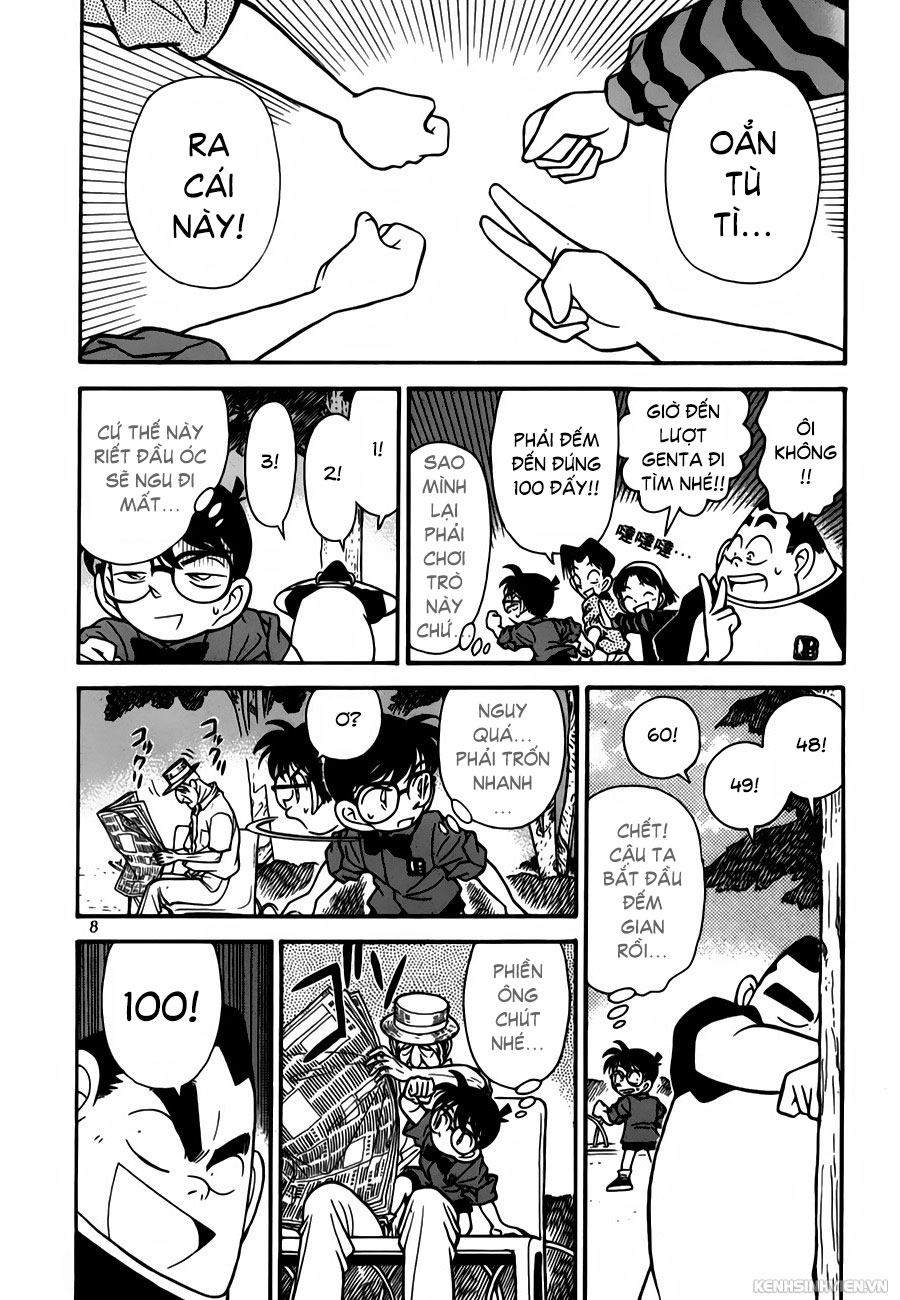 OẲN
TÙ
TÌ...
RA
CÁI
NÀY!
ÔI
KHÔNG
!!
GIỜ ĐẾN
LƯỢT
GENTA ĐI
TÌM NHÉ!!
PHẢI ĐẾM
ĐẾN ĐÚNG
100 ĐẤY!!
SAO
MÌNH
LẠI
PHẢI
CHƠI
TRÒ
NÀY
CHỨ...
1!
2!
3!
CỨ THẾ NÀY
RIẾT ĐẦU ÓC
SẼ NGU ĐI
MẤT...
48!
49!
60!
CHẾT!
CẬU TA
BẮT ĐẦU
ĐẾM
GIAN
RỒI...
NGUY
QUÁ...
PHẢI TRỐN
NHANH
...
Ơ?
8
PHIỀN
ÔNG
CHÚT
NHÉ...
100!
KENHSINHVIEN.VN